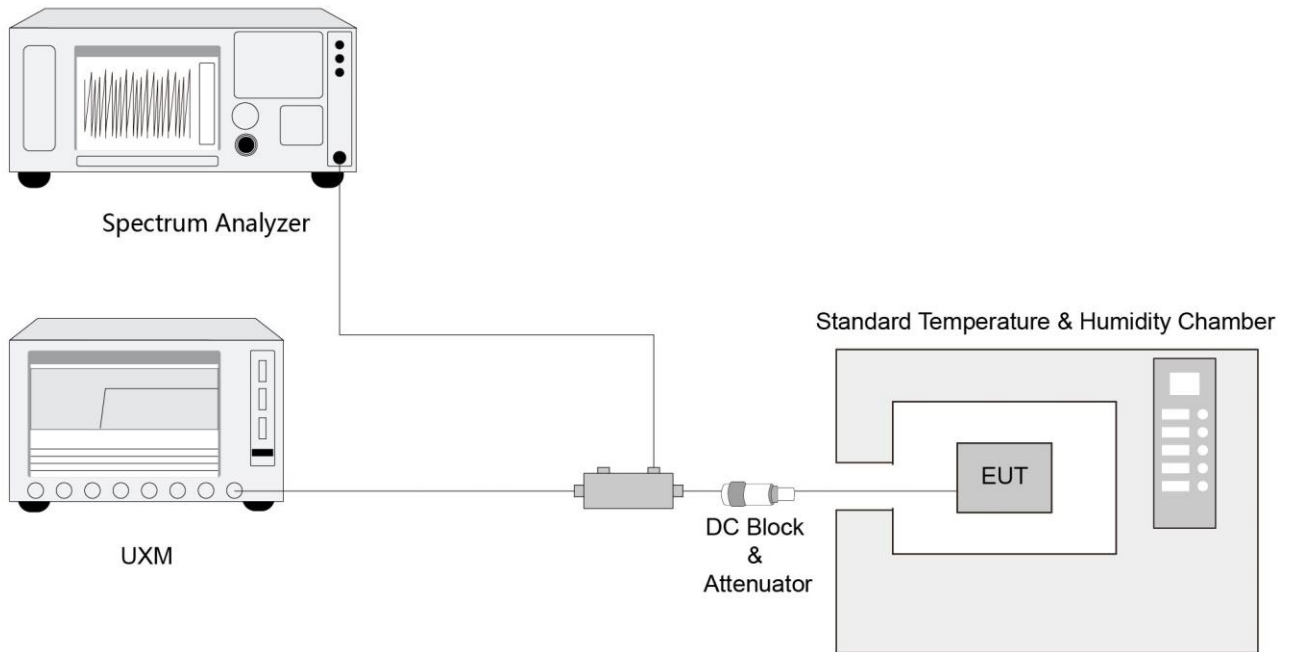 Spectrum Analyzer
Standard Temperature & Humidity Chamber
EUT
DC Block
&
Attenuator
UXM